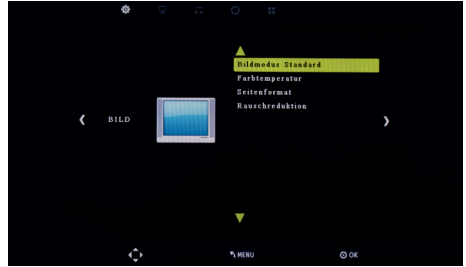 Bildmodus Standard
Farbtemperatur
Seitenformat
Rauschreduktion
BILD
MENU
OK